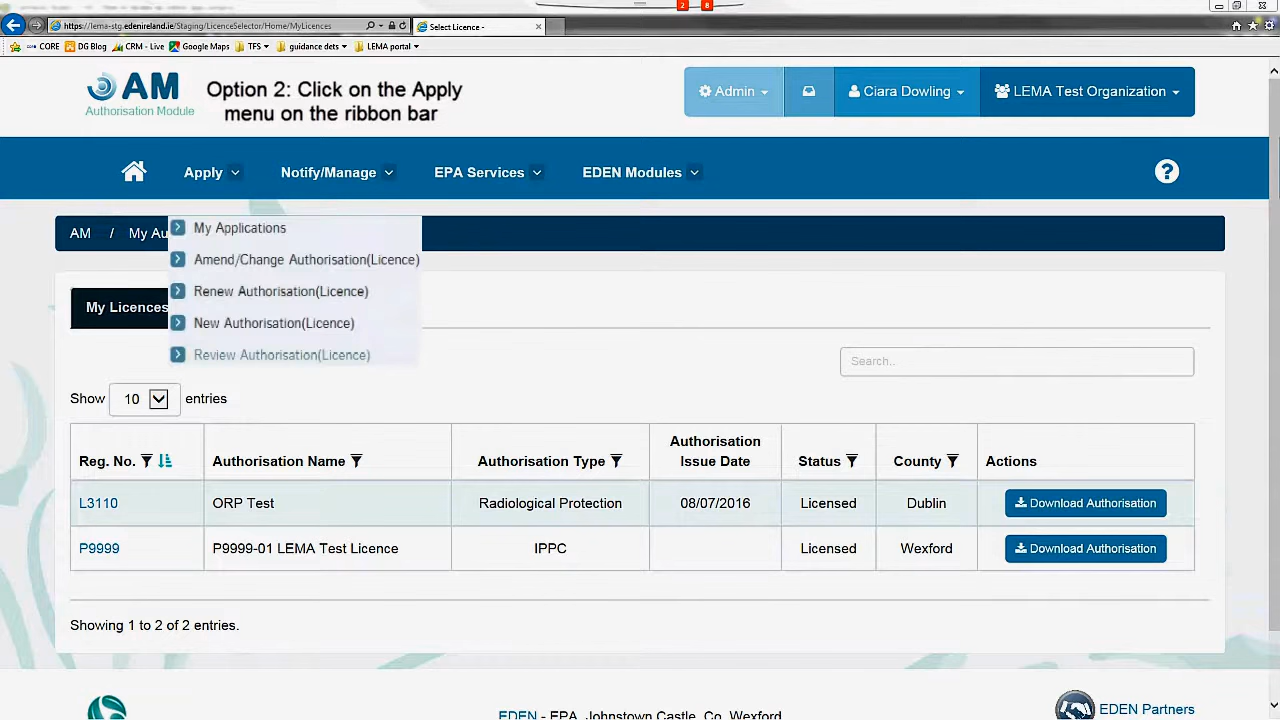 2 8
https://lema-stg.edenireland.ie/Staging/LicenceSelector/Home/MyLicences
Select Licence -
CORE DG Blog CRM - Live Google Maps TFS guidance dets LEMA portal
AM
Authorisation Module
Option 2: Click on the Apply
menu on the ribbon bar
Admin
Ciara Dowling
LEMA Test Organization
Apply Notify/Manage EPA Services EDEN Modules ?
AM / My Au
My Applications
Amend/Change Authorisation(Licence)
Renew Authorisation(Licence)
New Authorisation(Licence)
Review Authorisation(Licence)
My Licences
Search..
Show 10 entries
Reg. No. Authorisation Name Authorisation Type Authorisation Issue Date Status County Actions
L3110 ORP Test Radiological Protection 08/07/2016 Licensed Dublin Download Authorisation
P9999 P9999-01 LEMA Test Licence IPPC Licensed Wexford Download Authorisation
Showing 1 to 2 of 2 entries.
EDEN - EPA, Johnstown Castle, Co. Wexford
EDEN Partners